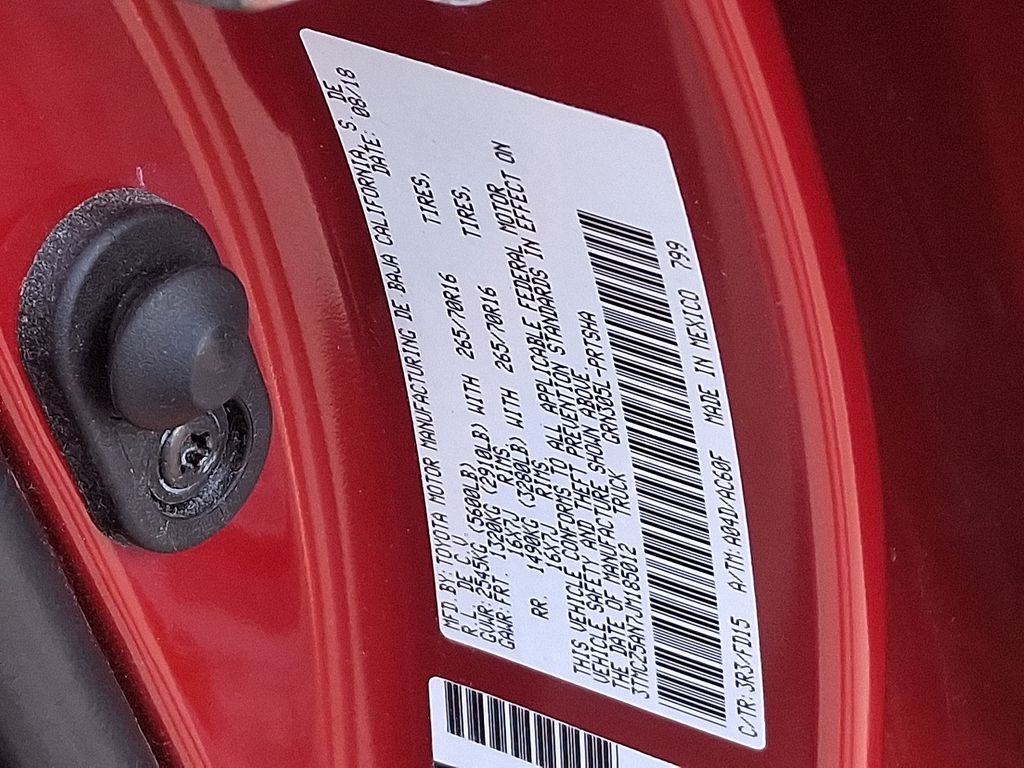 MFD.BY:TOYOTA MOTOR MANUFACTURING DE BAJA CALIFORNIA, S. DE
R.L. DE C.V. DATE: 08/18
GVWR:2545KG (5600LB)
GAWR:FRT. 1320KG (2910LB) WITH 265/70R16 TIRES,
16X7J RIMS
RR. 1490KG (3280LB) WITH 265/70R16 TIRES,
16X7J RIMS
THIS VEHICLE CONFORMS TO ALL APPLICABLE FEDERAL MOTOR
VEHICLE SAFETY AND THEFT PREVENTION STANDARDS IN EFFECT ON
THE DATE OF MANUFACTURE SHOWN ABOVE.
3TMCZ5AN7JM185012 TRUCK GRN305L-PRTSHA
C/TR:3R3/FD15 A/TM:A04D/AC60F MADE IN MEXICO 799